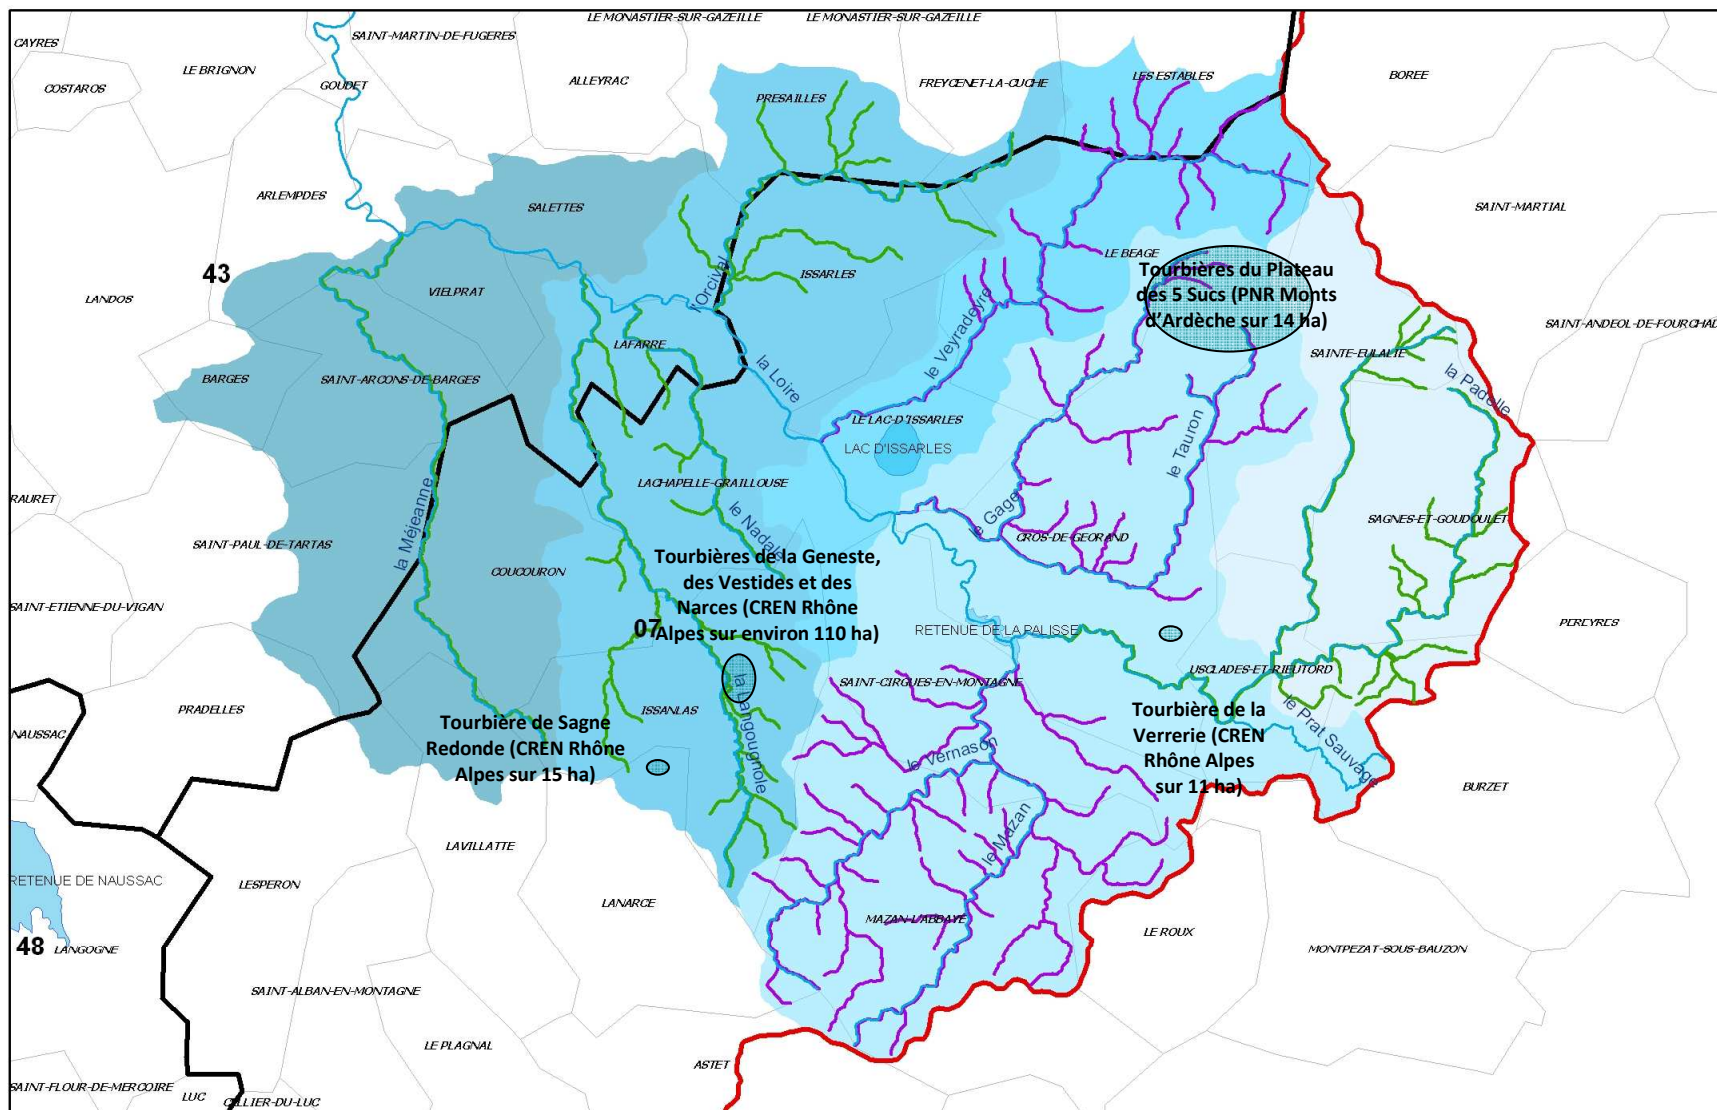 LE MONASTIER-SUR-GAZEILLE
LE MONASTIER-SUR-GAZEILLE
CAYRES
SAINT-MARTIN-DE-FUGERES
LE BRIGNON
GOUDET
COSTAROS
ALLEYRAC
FREYCENET-LA-CUCHE
LES ESTABLES
BOREE
PRESAILLES
ARLEMPDES
SALETTES
SAINT-MARTIAL
43
LANDOS
VIELPRAT
l'Orcival
ISSARLES
LE BEAGE
Tourbières du Plateau
des 5 Sucs (PNR Monts
d'Ardèche sur 14 ha)
SAINT-ANDEOL-DE-FOURCHAD
LAFARRE
la Loire
le Veyradeyre
SAINTE-EULALIE
la Padelle
BARGES
SAINT-ARCONS-DE-BARGES
LE LAC-D'ISSARLES
LAC D'ISSARLES
le Tauron
RAURET
LACHAPELLE-GRAILLOUSE
la Méjeanne
le Nadale
le Gage
CROS-DE-GEORAND
SAGNES-ET-GOUDOULET
SAINT-PAUL-DE-TARTAS
COUCOURON
Tourbières de la Geneste,
des Vestides et des
Narces (CREN Rhône
Alpes sur environ 110 ha)
07
SAINT-ETIENNE-DU-VIGAN
RETENUE DE LA PALISSE
PEREYRES
USCLADES-ET-RIEUTORD
SAINT-CIRGUES-EN-MONTAGNE
PRADELLES
ISSANLAS
la Langougnole
NAUSSAC
Tourbière de Sagne
Redonde (CREN Rhône
Alpes sur 15 ha)
le Vernason
Tourbière de la
Verrerie (CREN
Rhône Alpes
sur 11 ha)
le Prat Sauvage
BURZET
le Mazan
LAVILLATTE
RETENUE DE NAUSSAC
LESPERON
LANARCE
MAZAN-L'ABBAYE
LE ROUX
48
LANGOGNE
MONTPEZAT-SOUS-BAUZON
SAINT-ALBAN-EN-MONTAGNE
LE PLAGNAL
ASTET
SAINT-FLOUR-DE-MERCOIRE
LUC
CELLIER-DU-LUC